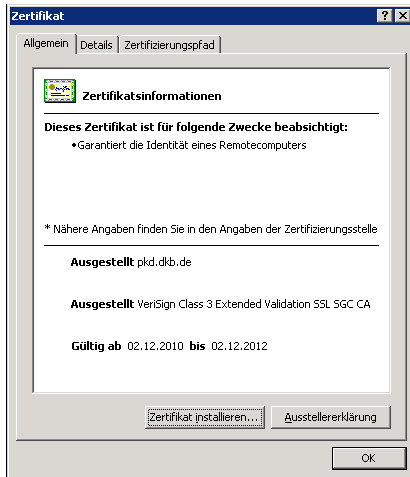 Zertifikat
Allgemein Details Zertifizierungspfad
Zertifikatsinformationen
Dieses Zertifikat ist für folgende Zwecke beabsichtigt:
•Garantiert die Identität eines Remotecomputers
* Nähere Angaben finden Sie in den Angaben der Zertifizierungsstelle
Ausgestellt pkd.dkb.de
Ausgestellt VeriSign Class 3 Extended Validation SSL SGC CA
Gültig ab 02.12.2010 bis 02.12.2012
Zertifikat installieren... Ausstellererklärung
OK